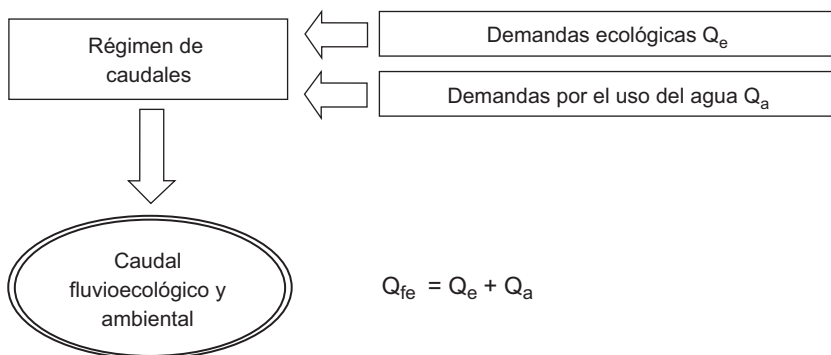 Régimen de
caudales
Demandas ecológicas Qe
Demandas por el uso del agua Qa
Caudal
fluvioecológico y
ambiental
Qfe = Qe + Qa